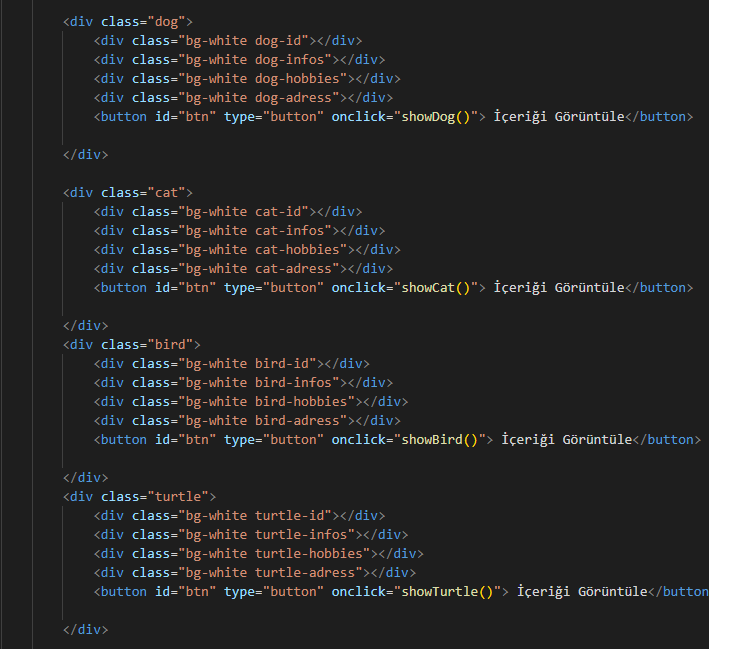 <div class="dog">
<div class="bg-white dog-id"></div>
<div class="bg-white dog-infos"></div>
<div class="bg-white dog-hobbies"></div>
<div class="bg-white dog-adress"></div>
<button id="btn" type="button" onclick="showDog()"> İçeriği Görüntüle</button>
</div>
<div class="cat">
<div class="bg-white cat-id"></div>
<div class="bg-white cat-infos"></div>
<div class="bg-white cat-hobbies"></div>
<div class="bg-white cat-adress"></div>
<button id="btn" type="button" onclick="showCat()"> İçeriği Görüntüle</button>
</div>
<div class="bird">
<div class="bg-white bird-id"></div>
<div class="bg-white bird-infos"></div>
<div class="bg-white bird-hobbies"></div>
<div class="bg-white bird-adress"></div>
<button id="btn" type="button" onclick="showBird()"> İçeriği Görüntüle</button>
</div>
<div class="turtle">
<div class="bg-white turtle-id"></div>
<div class="bg-white turtle-infos"></div>
<div class="bg-white turtle-hobbies"></div>
<div class="bg-white turtle-adress"></div>
<button id="btn" type="button" onclick="showTurtle()"> İçeriği Görüntüle</button
</div>